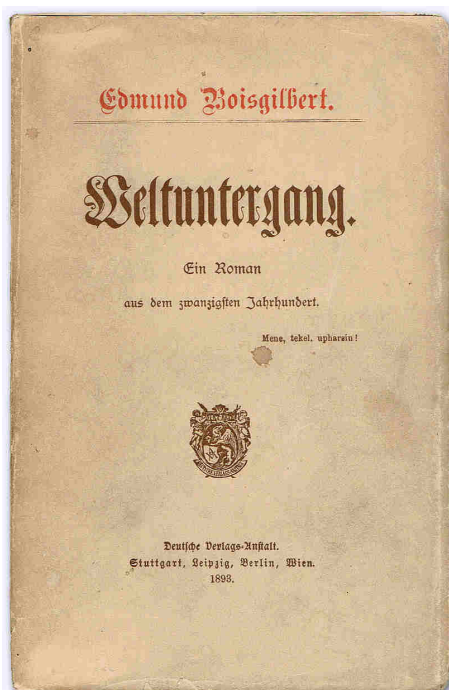 Edmund Boisgilbert.
Weltuntergang.
Ein Roman
aus dem zwanzigsten Jahrhundert.
Mene, tekel, upharsin!
Deutsche Verlags-Anstalt.
Stuttgart, Leipzig, Berlin, Wien.
1893.